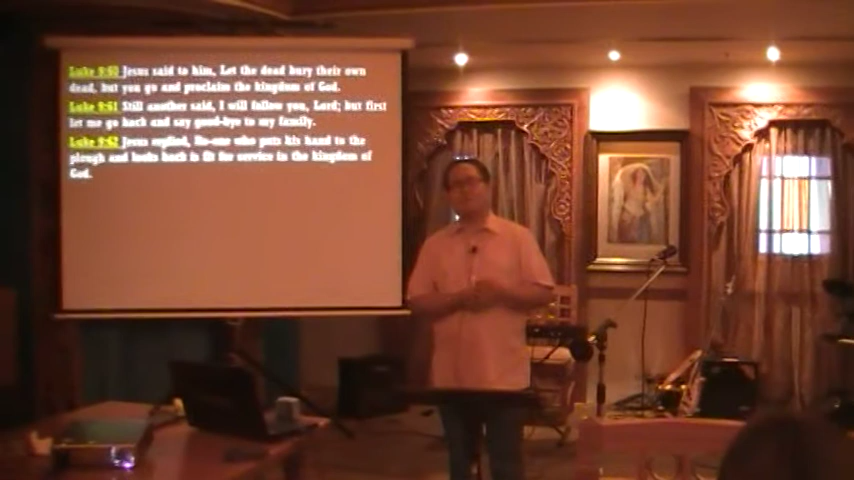 Luke 9:60 Jesus said to him, Let the dead bury their own
dead, but you go and proclaim the kingdom of God.
Luke 9:61 Still another said, I will follow you, Lord; but first
let me go back and say good-bye to my family.
Luke 9:62 Jesus replied, No-one who puts his hand to the
plough and looks back is fit for service in the kingdom of
God.